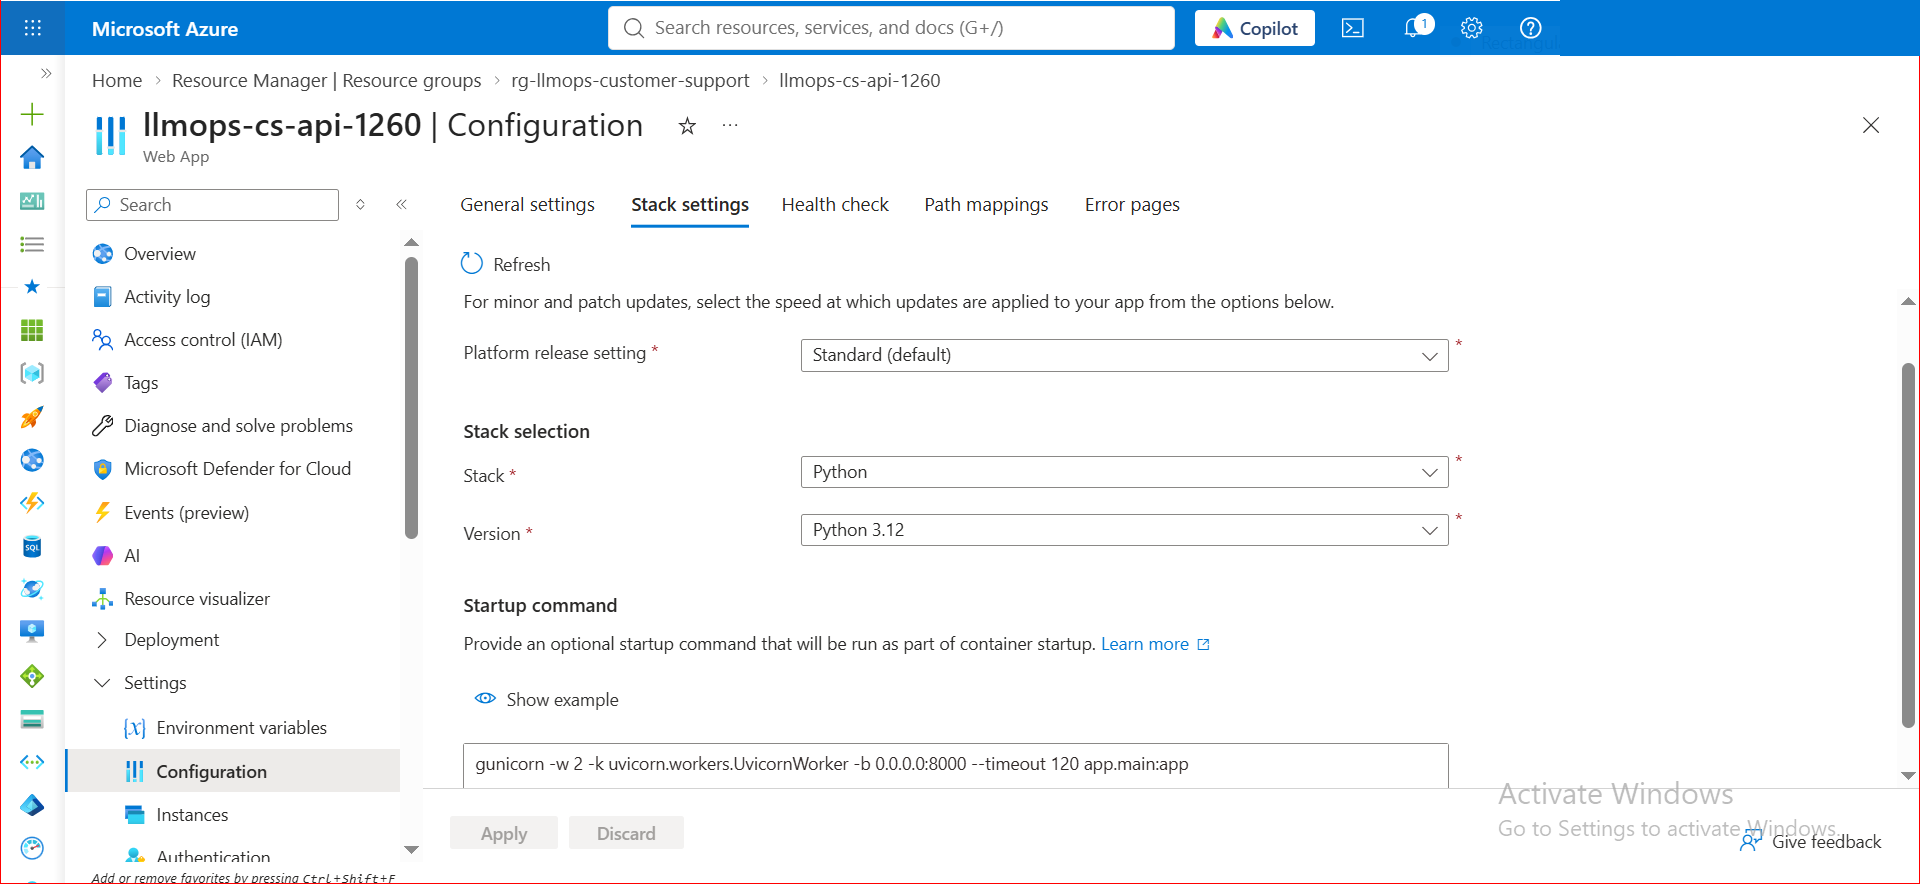 Microsoft Azure
Search resources, services, and docs (G+/)
Copilot
1
Home > Resource Manager | Resource groups > rg-llmops-customer-support > llmops-cs-api-1260
llmops-cs-api-1260 | Configuration
Web App
Search
General settings
Stack settings
Health check
Path mappings
Error pages
Overview
Activity log
Access control (IAM)
Tags
Diagnose and solve problems
Microsoft Defender for Cloud
Events (preview)
AI
Resource visualizer
Deployment
Settings
Environment variables
Configuration
Instances
Authentication
Add or remove favorites by pressing Ctrl+Shift+F
Refresh
For minor and patch updates, select the speed at which updates are applied to your app from the options below.
Platform release setting *
Standard (default)
*
Stack selection
Stack *
Python
*
Version *
Python 3.12
*
Startup command
Provide an optional startup command that will be run as part of container startup. Learn more
Show example
gunicorn -w 2 -k uvicorn.workers.UvicornWorker -b 0.0.0.0:8000 --timeout 120 app.main:app
Apply
Discard
Activate Windows
Go to Settings to activate Windows.
Give feedback
SQL